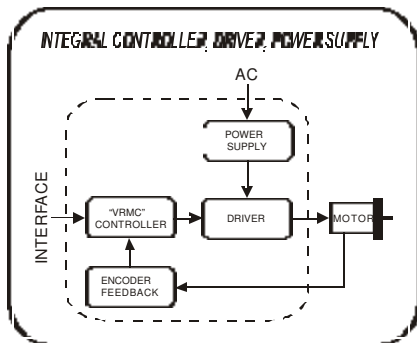 INTEGRAL CONTROLLER, DRIVER, POWER SUPPLY
AC
POWER
SUPPLY
INTERFACE
"VRMC"
CONTROLLER
DRIVER
MOTOR
ENCODER
FEEDBACK